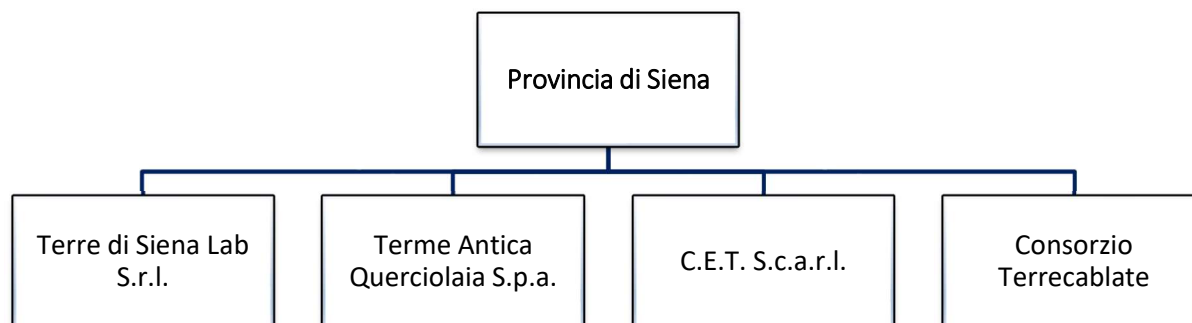 Provincia di Siena
Terre di Siena Lab
S.r.l.
Terme Antica
Querciolaia S.p.a.
C.E.T. S.c.a.r.l.
Consorzio
Terrecablate